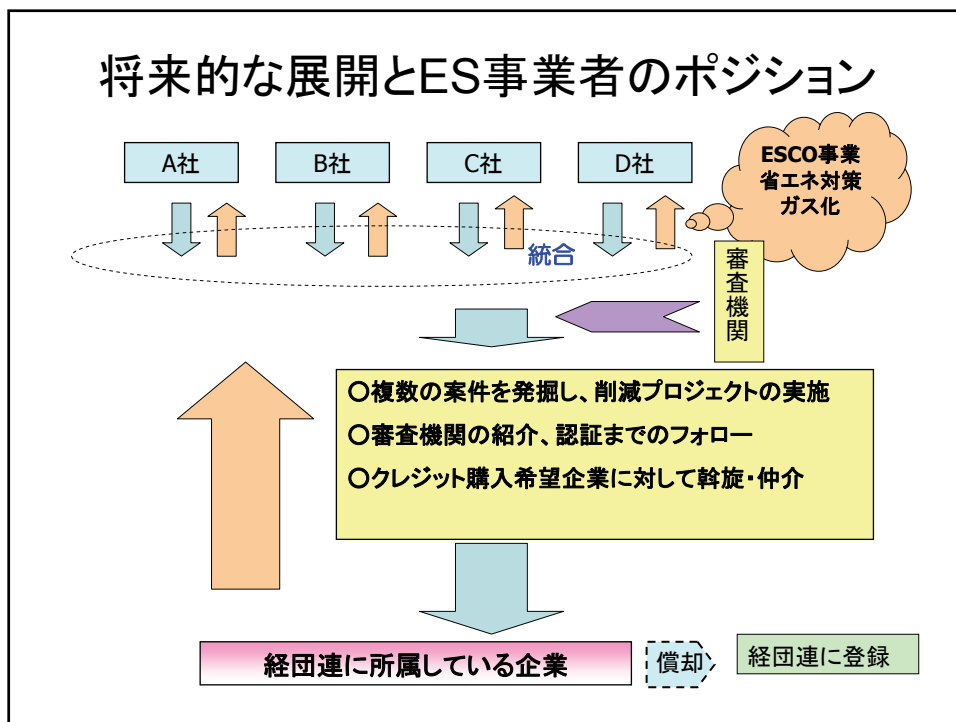 将来的な展開とES事業者のポジション
A社
B社
C社
D社
ESCO事業
省エネ対策
ガス化
統合
審査機関
〇複数の案件を発掘し、削減プロジェクトの実施
〇審査機関の紹介、認証までのフォロー
〇クレジット購入希望企業に対して斡旋・仲介
経団連に所属している企業
償却
経団連に登録